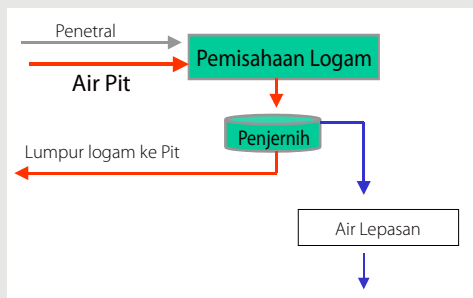 Penetral
Pemisahaan Logam
Air Pit
Penjernih
Lumpur logam ke Pit
Air Lepasan